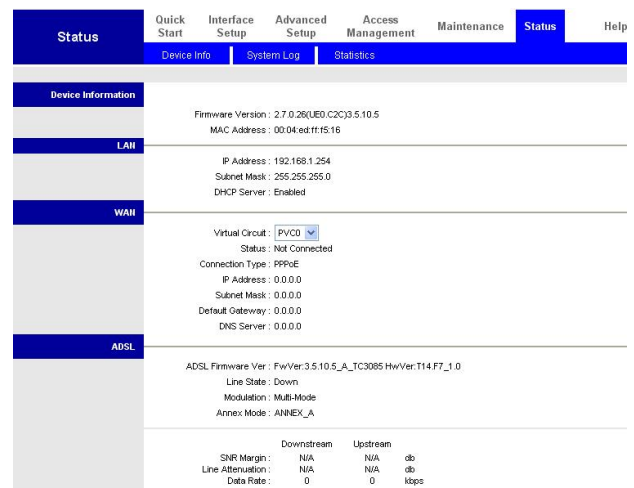 Status
Quick Start
Interface Setup
Advanced Setup
Access Management
Maintenance
Status
Help
Device Info
System Log
Statistics
Device Information
Firmware Version : 2.7.0.26(UE0.C2C)3.5.10.5
MAC Address : 00:04:ed:ff:f5:16
LAN
IP Address : 192.168.1.254
Subnet Mask : 255.255.255.0
DHCP Server : Enabled
WAN
Virtual Circuit : PVC0
Status : Not Connected
Connection Type : PPPoE
IP Address : 0.0.0.0
Subnet Mask : 0.0.0.0
Default Gateway : 0.0.0.0
DNS Server : 0.0.0.0
ADSL
ADSL Firmware Ver : FwVer:3.5.10.5_A_TC3085 HwVer:T14.F7_1.0
Line State : Down
Modulation : Multi-Mode
Annex Mode : ANNEX_A
Downstream Upstream
SNR Margin : N/A N/A db
Line Attenuation : N/A N/A db
Data Rate : 0 0 kbps